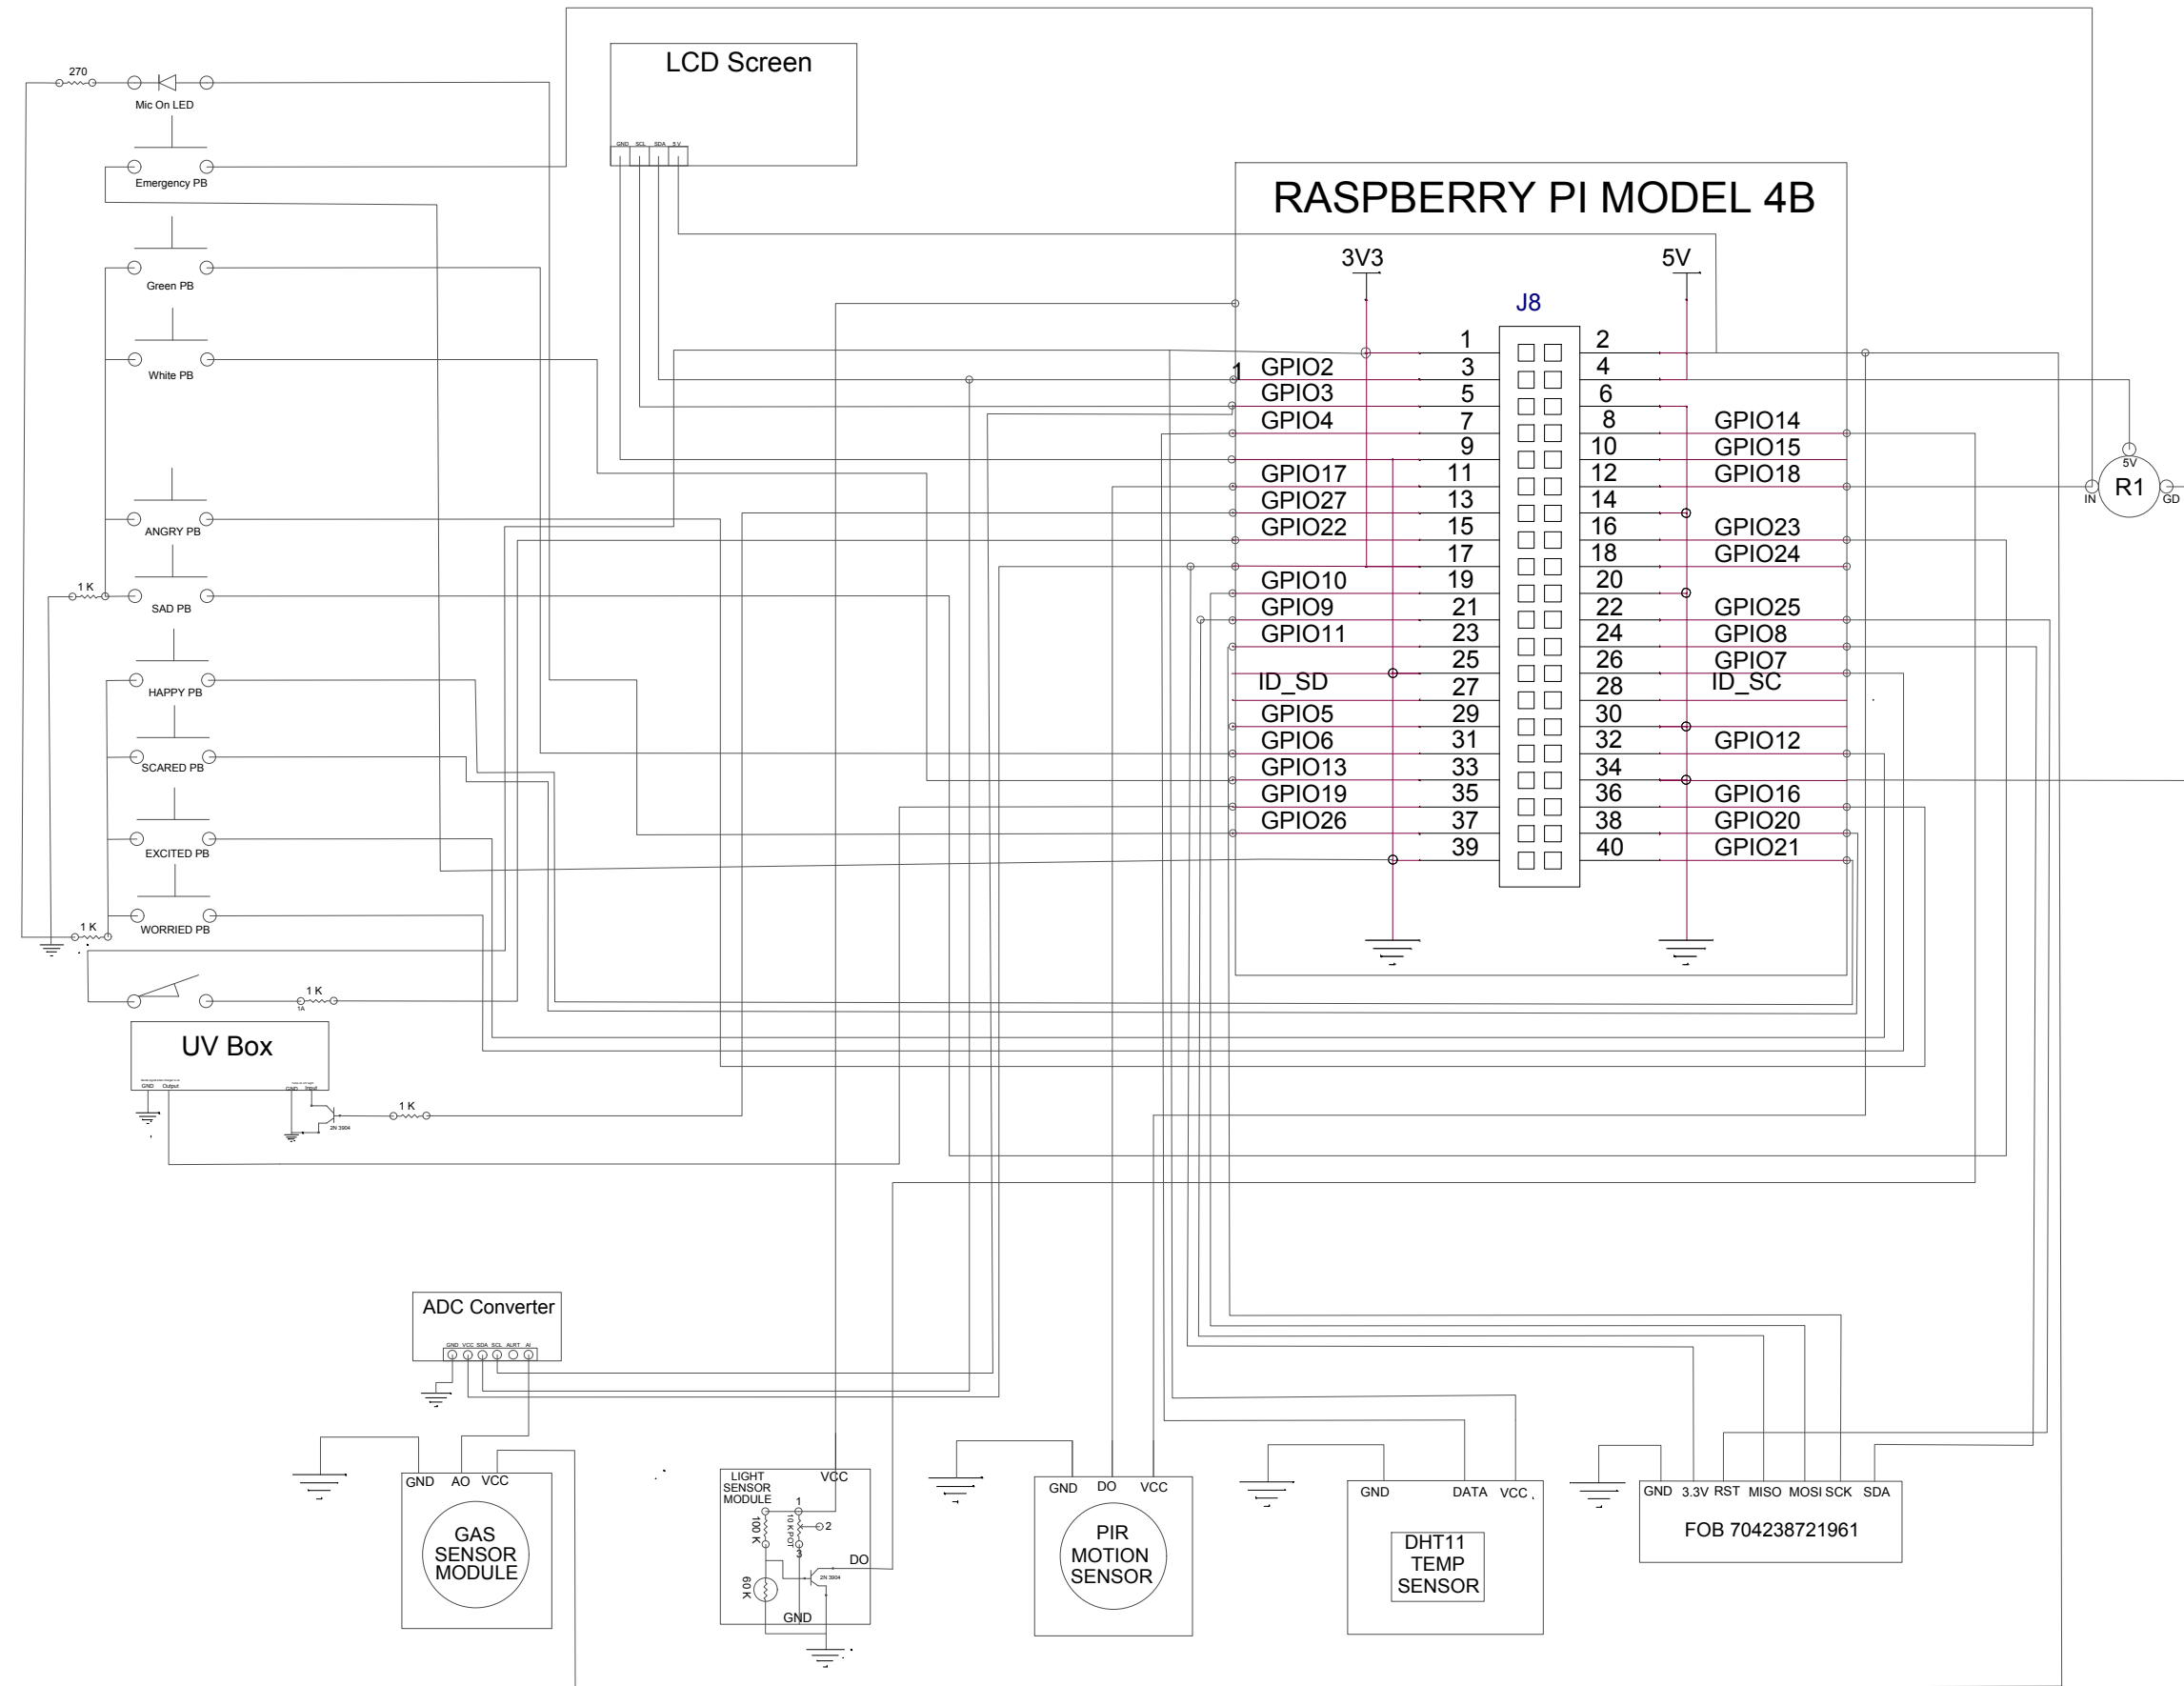 LCD Screen
GND SCL SDA 5 V
270
Mic On LED
Emergency PB
Green PB
White PB
ANGRY PB
1 K
SAD PB
HAPPY PB
SCARED PB
EXCITED PB
1 K
WORRIED PB
1 K
1A
UV Box
GND Output
GND Input
2N 3904
1 K
RASPBERRY PI MODEL 4B
3V3
5V
J8
1 2
1 GPIO2 3 4
GPIO3 5 6
GPIO4 7 8 GPIO14
9 10 GPIO15
GPIO17 11 12 GPIO18
GPIO27 13 14
GPIO22 15 16 GPIO23
17 18 GPIO24
GPIO10 19 20
GPIO9 21 22 GPIO25
GPIO11 23 24 GPIO8
25 26 GPIO7
ID_SD 27 28 ID_SC
GPIO5 29 30
GPIO6 31 32 GPIO12
GPIO13 33 34
GPIO19 35 36 GPIO16
GPIO26 37 38 GPIO20
39 40 GPIO21
5V
R1
IN
GD
ADC Converter
GND VCC SDA SCL ALRT AI
GND AO VCC
GAS
SENSOR
MODULE
LIGHT
SENSOR
MODULE
VCC
1
100 K
10 K POT
2
3
DO
60 K
2N 3904
GND
GND DO VCC
PIR
MOTION
SENSOR
GND DATA VCC
DHT11
TEMP
SENSOR
GND 3.3V RST MISO MOSI SCK SDA
FOB 704238721961